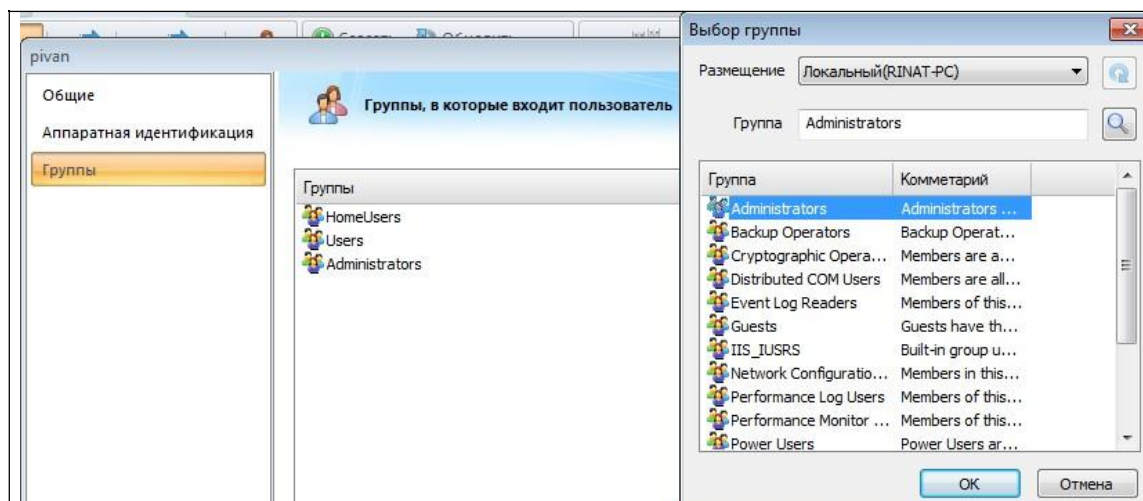 Создать Обновить
pivan
Общие
Аппаратная идентификация
Группы
Группы, в которые входит пользователь
Группы
HomeUsers
Users
Administrators
Выбор группы
Размещение Локальный(RINAT-PC)
Группа Administrators
Группа Комметарий
Administrators Administrators ...
Backup Operators Backup Operat...
Cryptographic Opera... Members are a...
Distributed COM Users Members are all...
Event Log Readers Members of this...
Guests Guests have th...
IIS_IUSRS Built-in group u...
Network Configuratio... Members in this...
Performance Log Users Members of this...
Performance Monitor ... Members of this...
Power Users Power Users ar...
OK Отмена